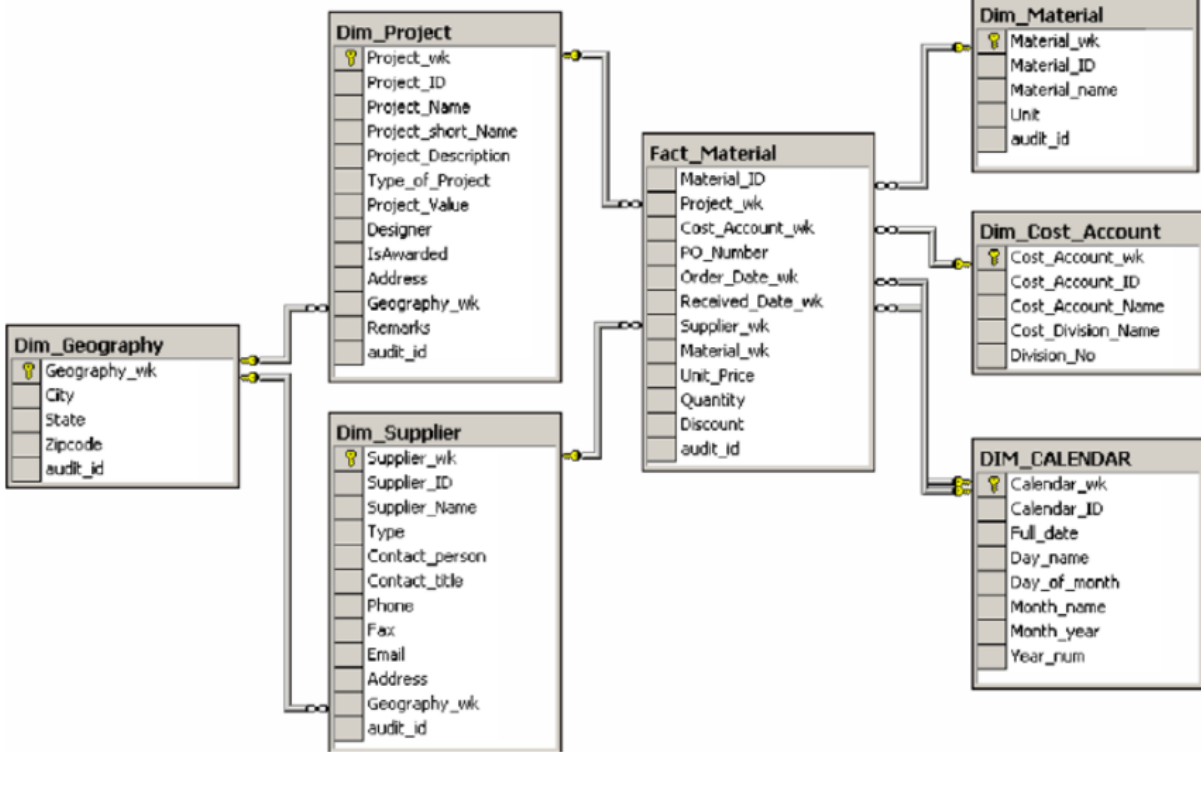 Dim_Project
Project_wk
Project_ID
Project_Name
Project_short_Name
Project_Description
Type_of_Project
Project_Value
Designer
IsAwarded
Address
Geography_wk
Remarks
audit_id
Dim_Geography
Geography_wk
City
State
Zipcode
audit_id
Dim_Supplier
Supplier_wk
Supplier_ID
Supplier_Name
Type
Contact_person
Contact_title
Phone
Fax
Email
Address
Geography_wk
audit_id
Fact_Material
Material_ID
Project_wk
Cost_Account_wk
PO_Number
Order_Date_wk
Received_Date_wk
Supplier_wk
Material_wk
Unit_Price
Quantity
Discount
audit_id
Dim_Material
Material_wk
Material_ID
Material_name
Unit
audit_id
Dim_Cost_Account
Cost_Account_wk
Cost_Account_ID
Cost_Account_Name
Cost_Division_Name
Division_No
DIM_CALENDAR
Calendar_wk
Calendar_ID
Full_date
Day_name
Day_of_month
Month_name
Month_year
Year_num